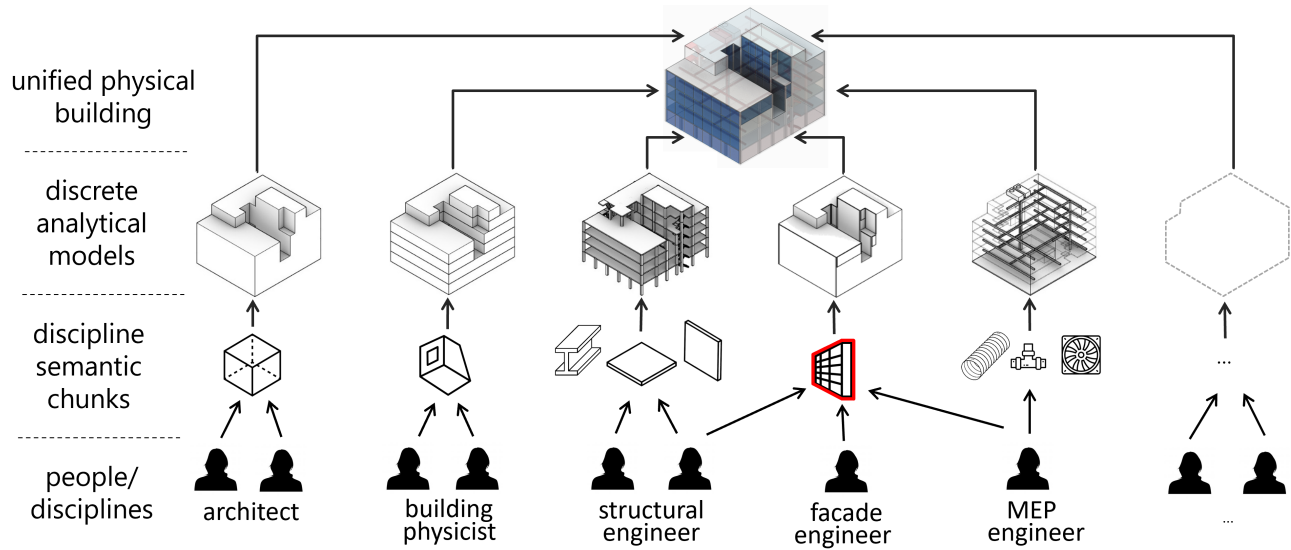 unified physical
building
discrete
analytical
models
discipline
semantic
chunks
...
people/
disciplines
architect
building
physicist
structural
engineer
facade
engineer
MEP
engineer
...